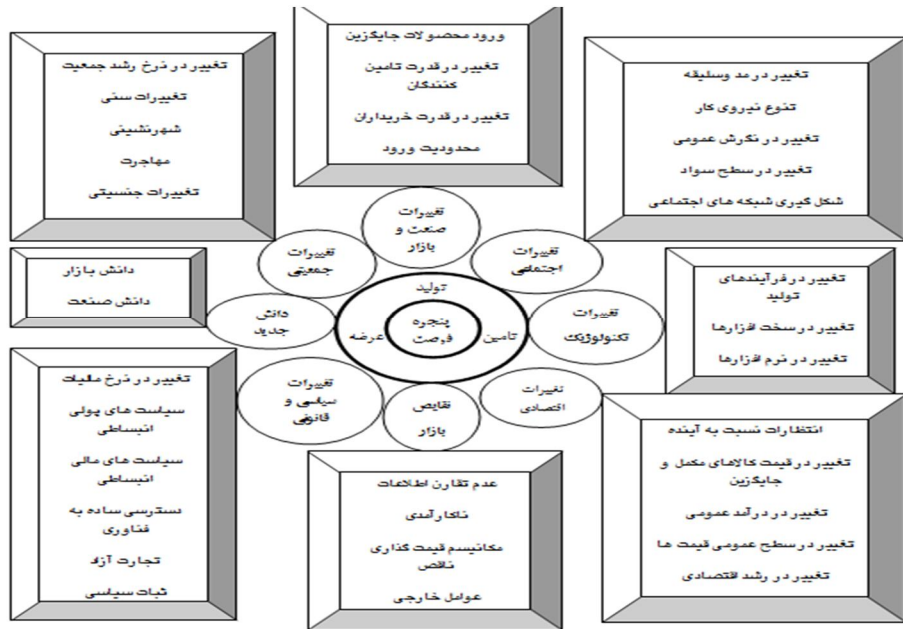 ورود محصولات جایگزین
تغییر در قدرت تامین
کنندگان
تغییر در قدرت خریداران
محدودیت ورود
تغییر در مد وسلیقه
تنوع نیروی کار
تغییر در نگرش عمومی
تغییر در سطح سواد
شکل گیری شبکه های اجتماعی
تغییر در نرخ رشد جمعیت
تغییرات سنی
شهرنشینی
مهاجرت
تغییرات جنسیتی
تغییرات
صنعت و
بازار
تغییرات
اجتماعی
تغییرات
جمعیتی
تغییر در فرآیندهای
تولید
تغییر در سخت افزارها
تغییر در نرم افزارها
دانش بازار
دانش صنعت
تغییرات
تکنولوژیک
دانش
جدید
تولید
تامین
عرضه
پنجره
فرصت
تغییرات
اقتصادی
نقایص
بازار
تغییرات
سیاسی و
قانونی
انتظارات نسبت به آینده
تغییر در قیمت کالاهای مکمل و
جایگزین
تغییر در درآمد عمومی
تغییر در سطح عمومی قیمت ها
تغییر در رشد اقتصادی
عدم تقارن اطلاعات
ناکارآمدی
مکانیسم قیمت گذاری
ناقص
عوامل خارجی
تغییر در نرخ مالیات
سیاست های پولی
انبساطی
سیاست های مالی
انبساطی
دسترسی ساده به
فناوری
تجارت آزاد
ثبات سیاسی